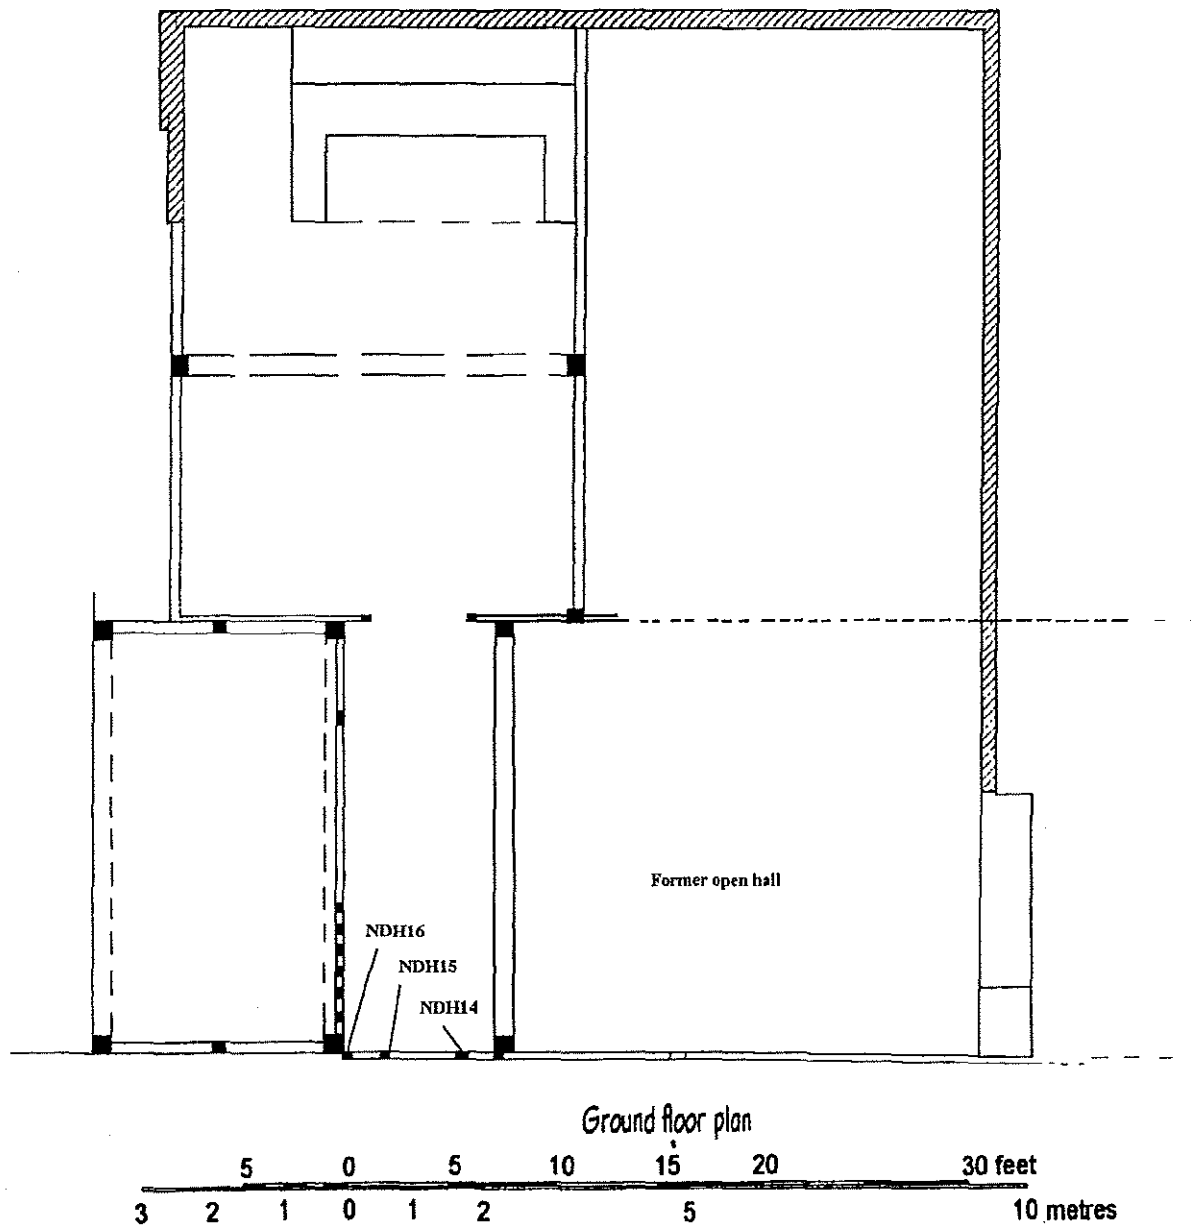 Former open hall
NDH16
NDH15
NDH14
Ground floor plan
5 0 5 10 15 20 30 feet
3 2 1 0 1 2 5 10 metres